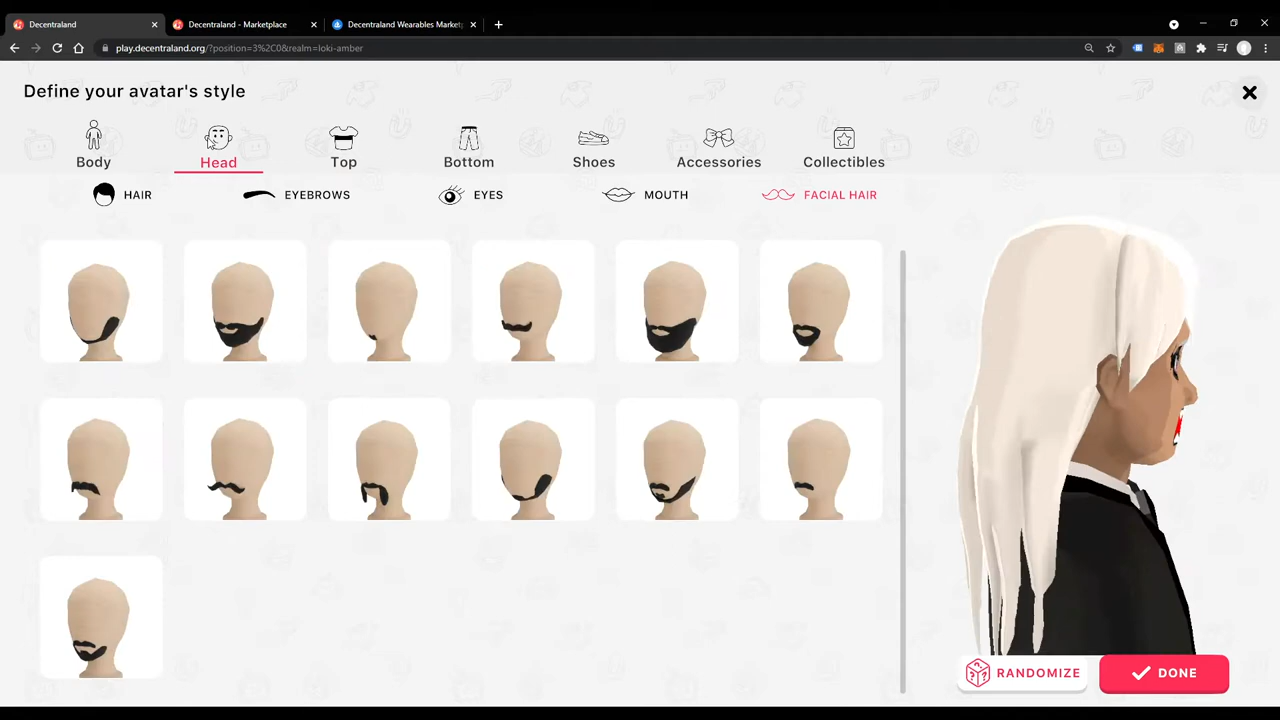 Decentraland
Decentraland - Marketplace
Decentraland Wearables Market
play.decentraland.org/?position=3%2C0&realm=loki-amber
Define your avatar's style
Body
Head
Top
Bottom
Shoes
Accessories
Collectibles
HAIR
EYEBROWS
EYES
MOUTH
FACIAL HAIR
RANDOMIZE
DONE